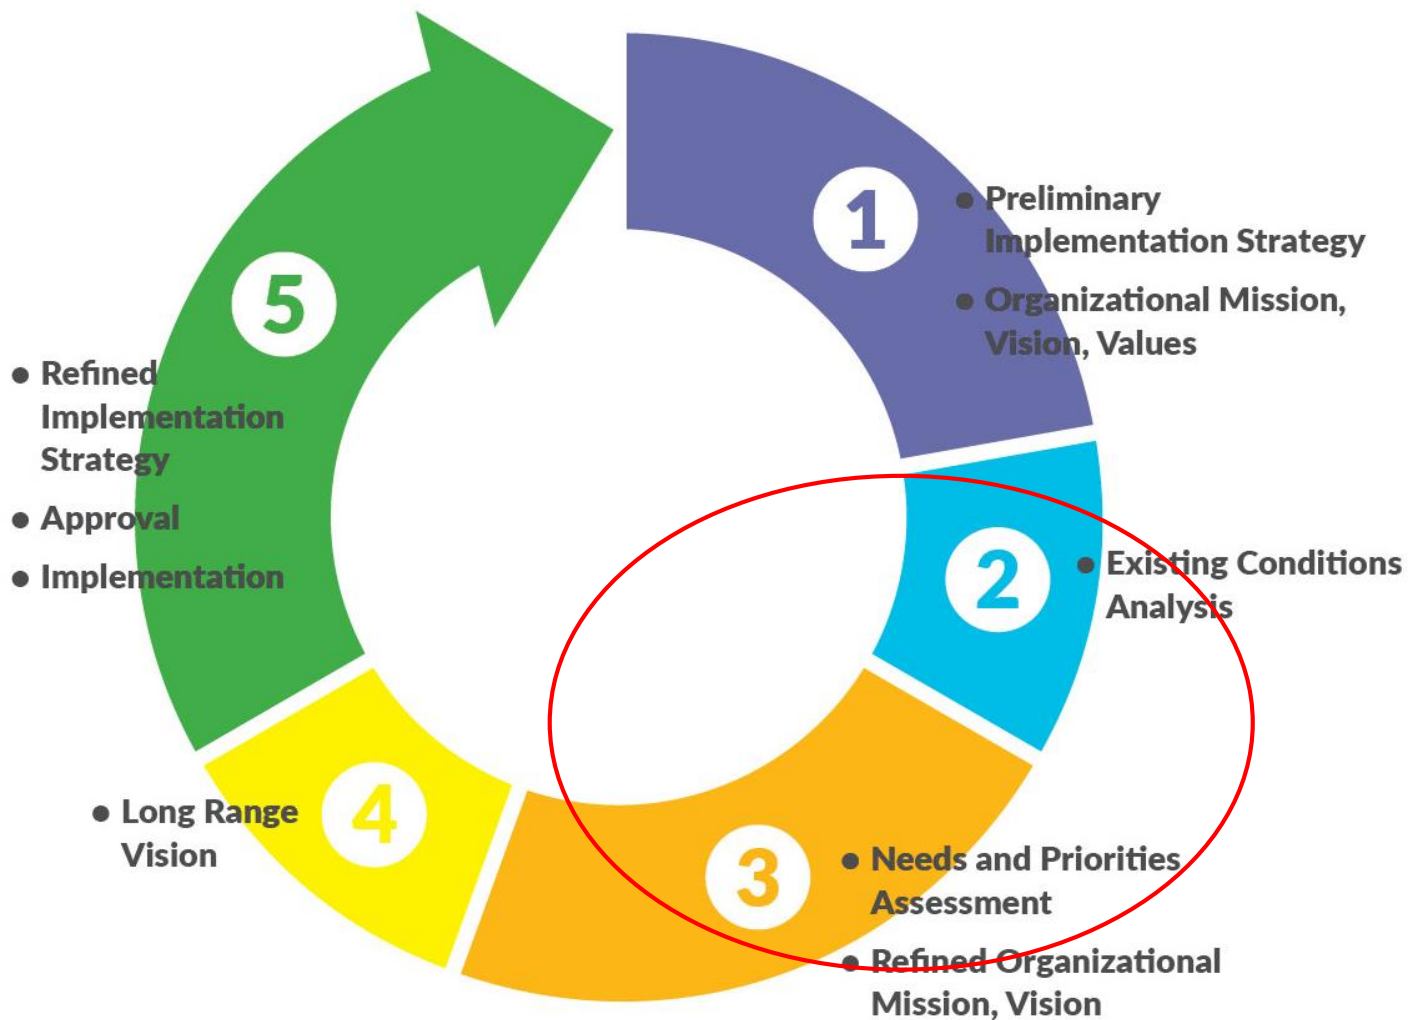 1
• Preliminary
Implementation Strategy
• Organizational Mission,
Vision, Values
2
• Existing Conditions
Analysis
3
• Needs and Priorities
Assessment
• Refined Organizational
Mission, Vision
4
• Long Range
Vision
5
• Refined
Implementation
Strategy
• Approval
• Implementation